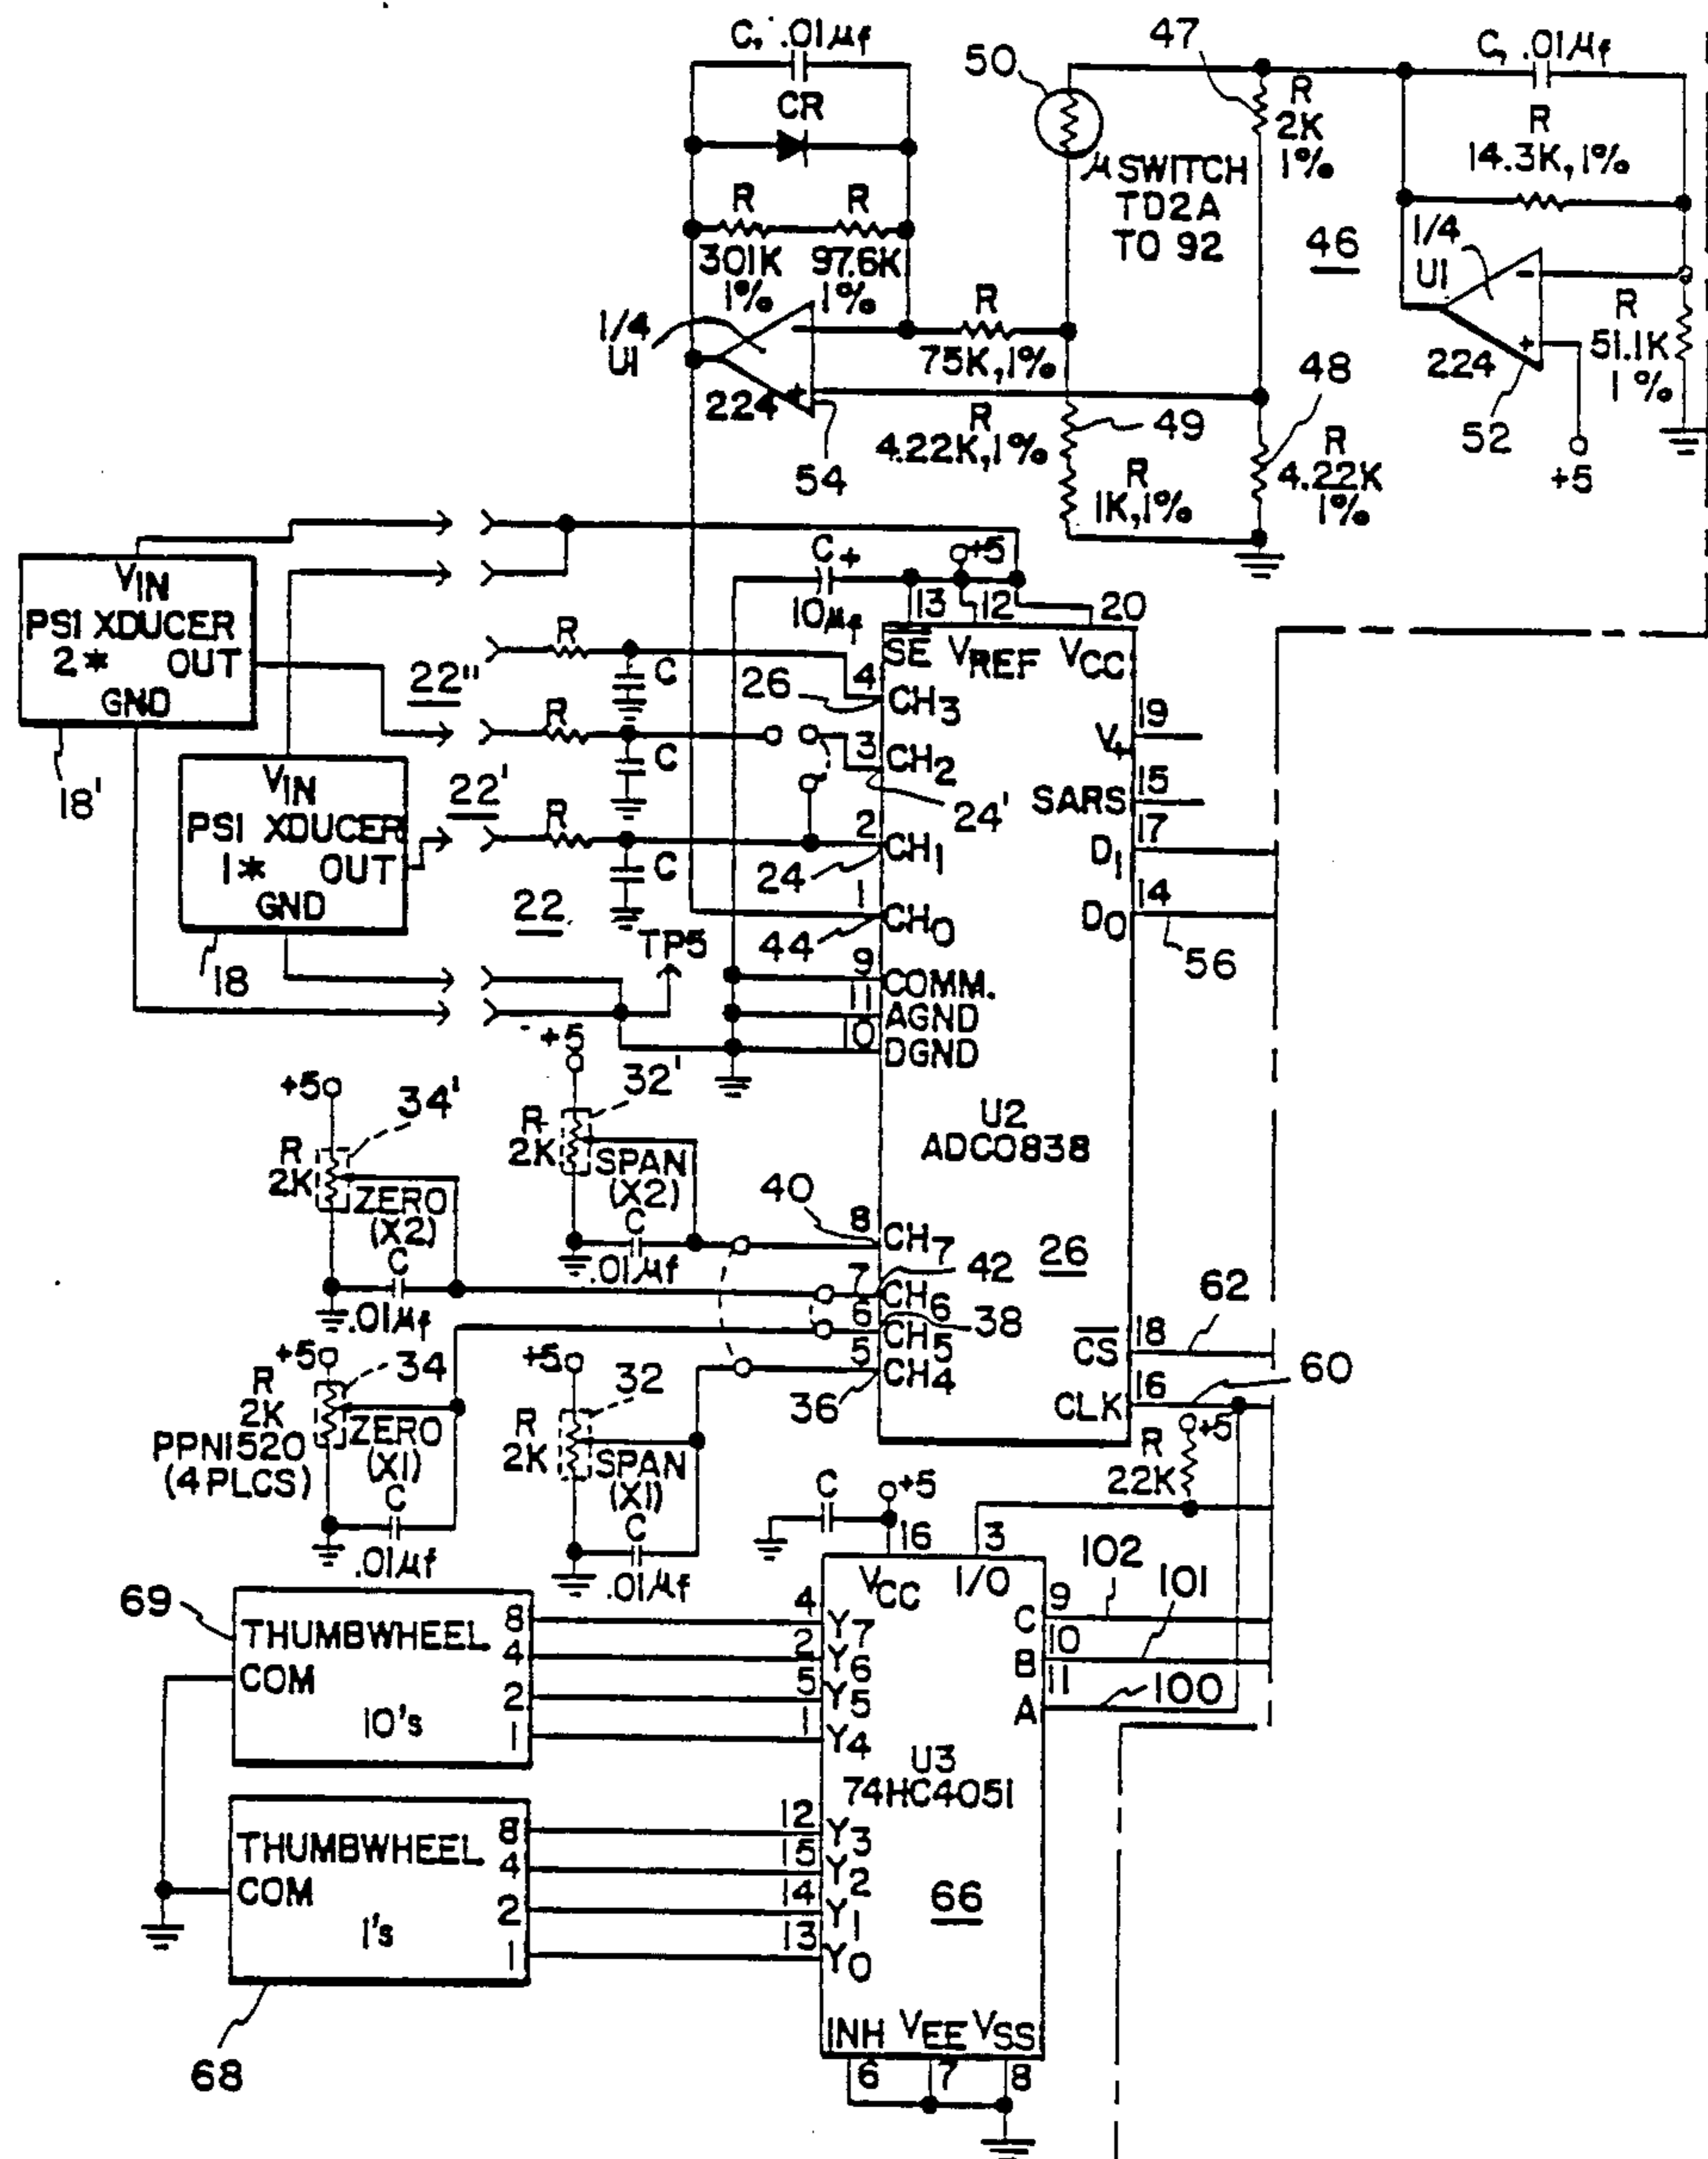 C, .01µf
47
50
C, .01µf
CR
R
2K
1%
R
14.3K, 1%
µ SWITCH
TD2A
TO 92
R R
301K 97.6K
1% 1%
46
1/4
U1
1/4
U1
R
75K, 1%
R
51.1K
1%
224
224
52
+5
48
49
R
4.22K, 1%
54
R
4.22K
1%
R
1K, 1%
VIN
PSI XDUCER
2* OUT
GND
18'
C +
10µf
+5
13 12 20
SE VREF VCC
R
C
22"
26
4
CH3
R
C
3
CH2
24'
19
V+
15
SARS
17
D1
14
D0
56
VIN
PSI XDUCER
1* OUT
GND
18
22'
R
C
2
CH1
24
22
1
CH0
44
TP5
9
COMM.
11
AGND
10
DGND
+5
32'
R
2K
SPAN
(X2)
C
.01µf
+5
34'
R
2K
ZERO
(X2)
C
.01µf
U2
ADC0838
40
8
CH7
26
7
CH6
42
6
CH5
38
5
CH4
36
62
18
CS
60
16
CLK
+5
34
R
2K
PPN1520
(4 PLCS)
ZERO
(X1)
C
.01µf
+5
32
R
2K
SPAN
(X1)
C
.01µf
+5
R
22K
C
+5
16
3
VCC I/O
102
9
C
101
10
B
11
A
100
69
THUMBWHEEL
COM
10's
8
4
2
1
4
Y7
2
Y6
5
Y5
1
Y4
U3
74HC4051
THUMBWHEEL
COM
1's
8
4
2
1
12
Y3
15
Y2
14
Y1
13
Y0
66
68
INH VEE VSS
6 7 8